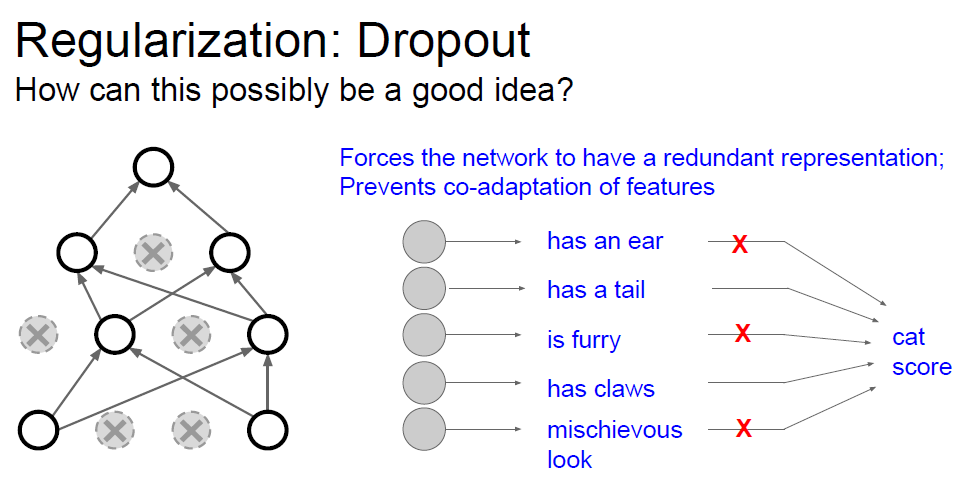 Regularization: Dropout
How can this possibly be a good idea?
Forces the network to have a redundant representation;
Prevents co-adaptation of features
has an ear
X
has a tail
is furry
X
has claws
mischievous
look
X
cat
score